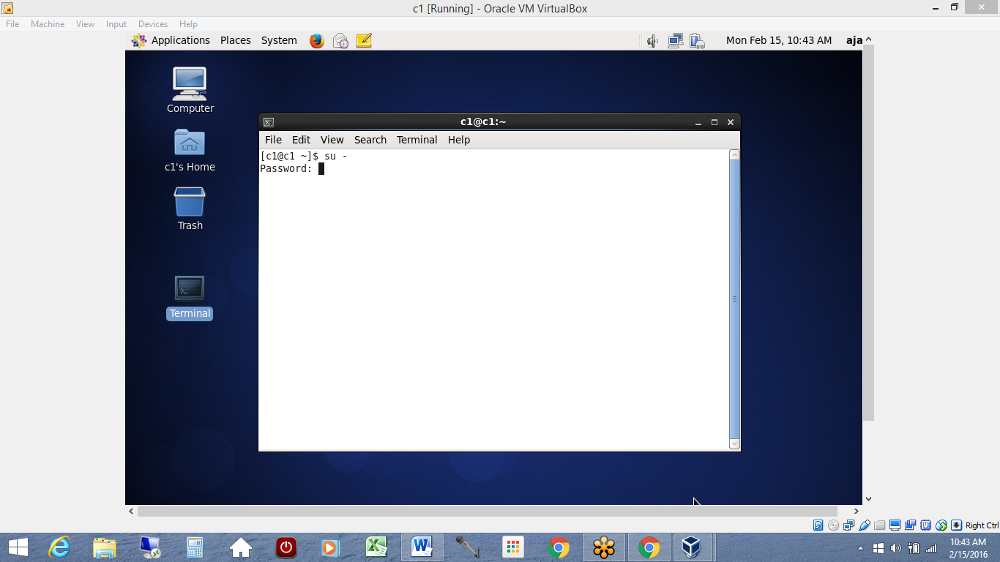 c1 [Running] - Oracle VM VirtualBox
File Machine View Input Devices Help
Applications Places System Mon Feb 15, 10:43 AM aja
Computer
c1's Home
Trash
Terminal
c1@c1:~
File Edit View Search Terminal Help
[c1@c1 ~]$ su -
Password:
Right Ctrl
10:43 AM
2/15/2016